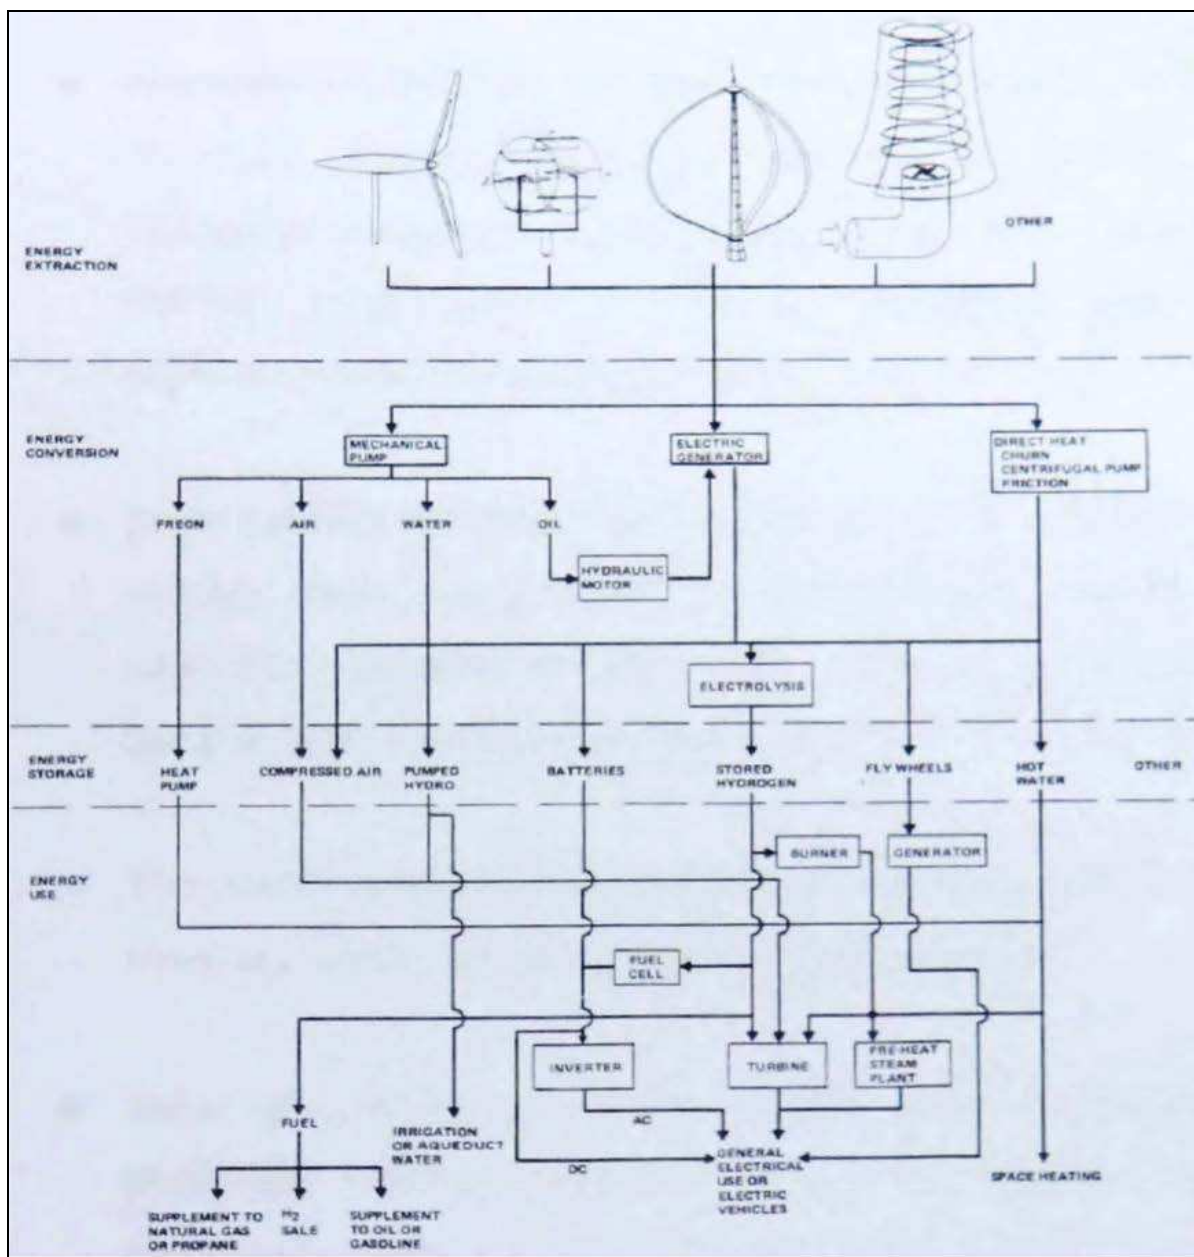 OTHER
ENERGY
EXTRACTION
ENERGY
CONVERSION
MECHANICAL
PUMP
ELECTRIC
GENERATOR
DIRECT HEAT
CHURN
CENTRIFUGAL PUMP
FRICTION
FREON
AIR
WATER
OIL
HYDRAULIC
MOTOR
ELECTROLYSIS
ENERGY
STORAGE
HEAT
PUMP
COMPRESSED AIR
PUMPED
HYDRO
BATTERIES
STORED
HYDROGEN
FLY WHEELS
HOT
WATER
OTHER
ENERGY
USE
BURNER
GENERATOR
FUEL
CELL
INVERTER
TURBINE
PRE-HEAT
STEAM
PLANT
FUEL
IRRIGATION
OR AQUEDUCT
WATER
AC
DC
GENERAL
ELECTRICAL
USE OR
ELECTRIC
VEHICLES
SPACE HEATING
SUPPLEMENT TO
NATURAL GAS
OR PROPANE
H2
SALE
SUPPLEMENT
TO OIL OR
GASOLINE